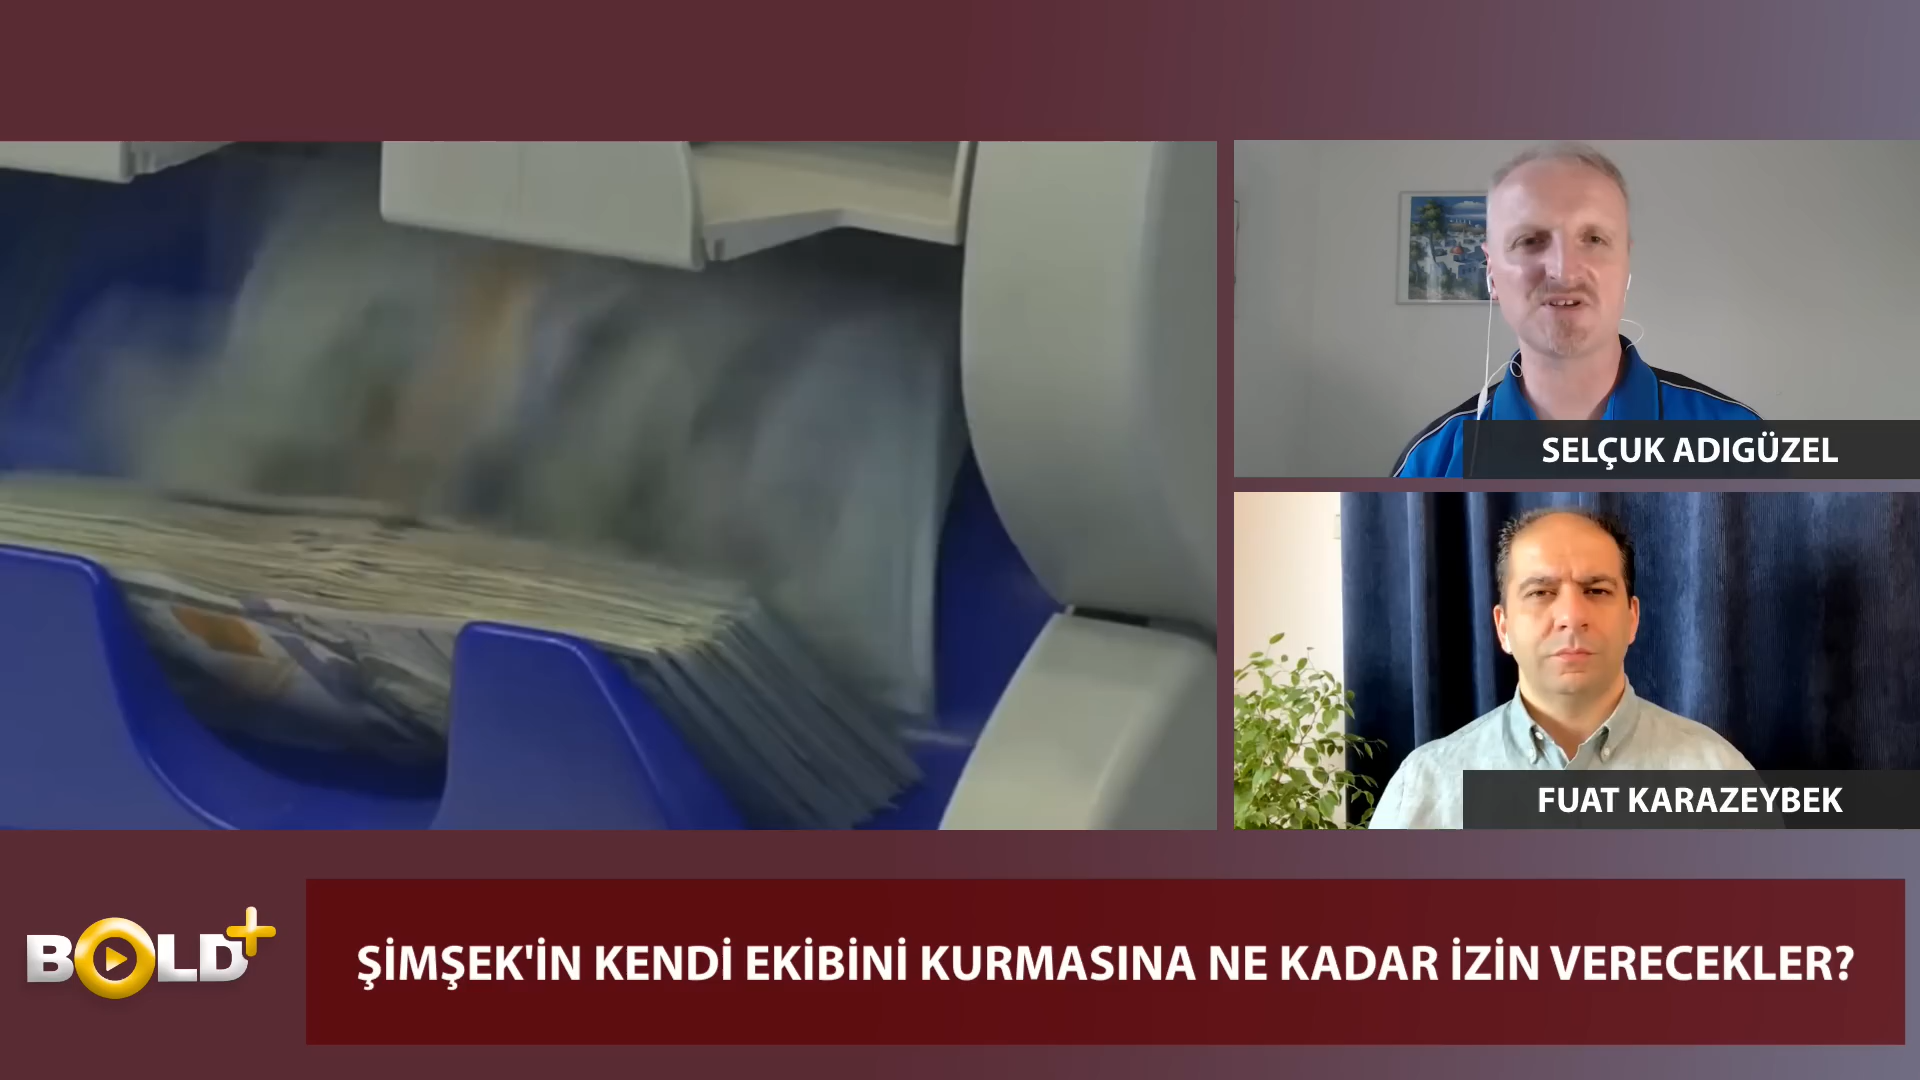 SELÇUK ADIGÜZEL
FUAT KARAZEYBEK
BOLD+
ŞİMŞEK'İN KENDİ EKİBİNİ KURMASINA NE KADAR İZİN VERECEKLER?